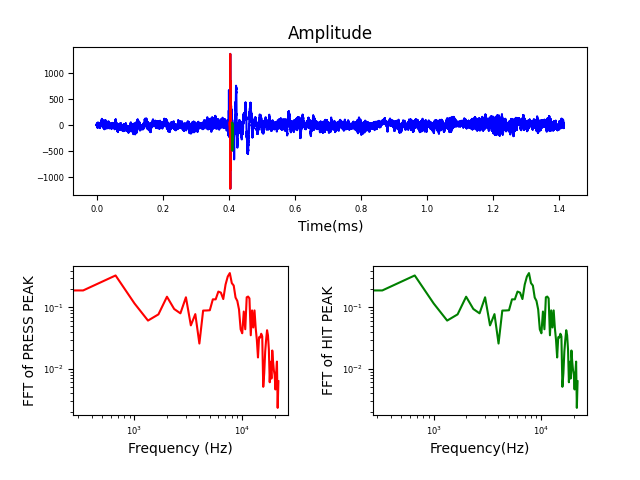 Amplitude
1000
500
0
−500
−1000
0.0 0.2 0.4 0.6 0.8 1.0 1.2 1.4
Time(ms)
FFT of PRESS PEAK
10⁻¹
10⁻²
10³ 10⁴
Frequency (Hz)
FFT of HIT PEAK
10⁻¹
10⁻²
10³ 10⁴
Frequency(Hz)